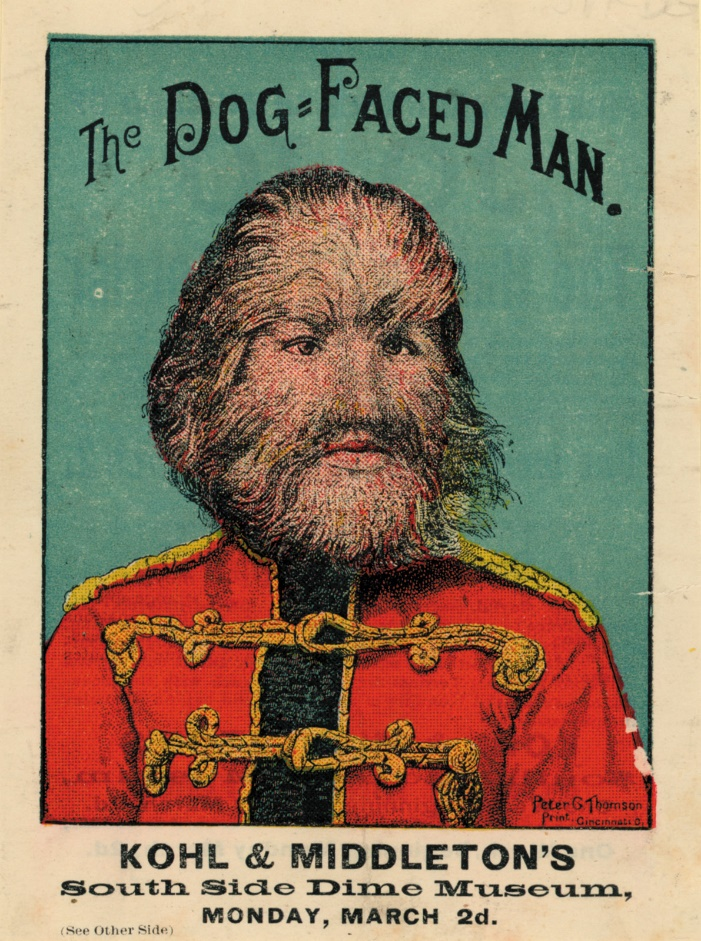 The Dog-Faced Man.
Peter G. Thomson
Print. Cincinnati O.
KOHL & MIDDLETON'S
South Side Dime Museum,
MONDAY, MARCH 2d.
(See Other Side)